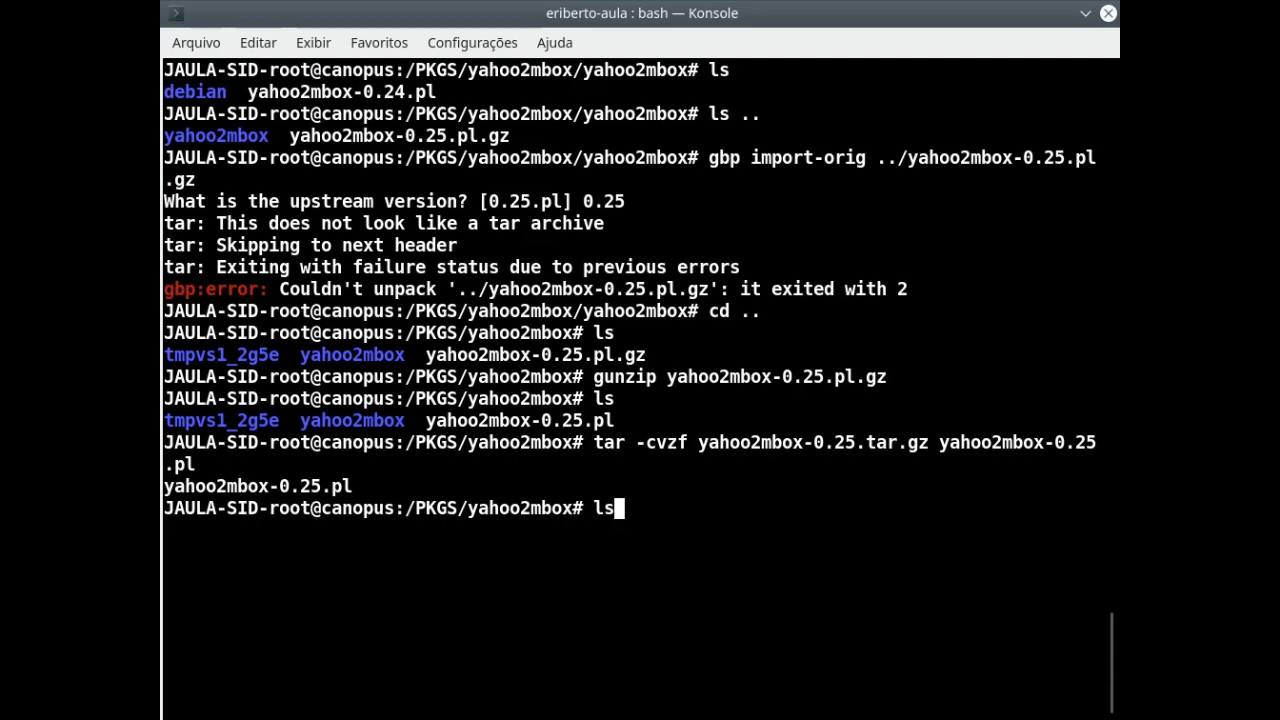 eriberto-aula : bash — Konsole
Arquivo Editar Exibir Favoritos Configurações Ajuda
JAULA-SID-root@canopus:/PKGS/yahoo2mbox/yahoo2mbox# ls
debian  yahoo2mbox-0.24.pl
JAULA-SID-root@canopus:/PKGS/yahoo2mbox/yahoo2mbox# ls ..
yahoo2mbox  yahoo2mbox-0.25.pl.gz
JAULA-SID-root@canopus:/PKGS/yahoo2mbox/yahoo2mbox# gbp import-orig ../yahoo2mbox-0.25.pl
.gz
What is the upstream version? [0.25.pl] 0.25
tar: This does not look like a tar archive
tar: Skipping to next header
tar: Exiting with failure status due to previous errors
gbp:error: Couldn't unpack '../yahoo2mbox-0.25.pl.gz': it exited with 2
JAULA-SID-root@canopus:/PKGS/yahoo2mbox/yahoo2mbox# cd ..
JAULA-SID-root@canopus:/PKGS/yahoo2mbox# ls
tmpvs1_2g5e  yahoo2mbox  yahoo2mbox-0.25.pl.gz
JAULA-SID-root@canopus:/PKGS/yahoo2mbox# gunzip yahoo2mbox-0.25.pl.gz
JAULA-SID-root@canopus:/PKGS/yahoo2mbox# ls
tmpvs1_2g5e  yahoo2mbox  yahoo2mbox-0.25.pl
JAULA-SID-root@canopus:/PKGS/yahoo2mbox# tar -cvzf yahoo2mbox-0.25.tar.gz yahoo2mbox-0.25
.pl
yahoo2mbox-0.25.pl
JAULA-SID-root@canopus:/PKGS/yahoo2mbox# ls